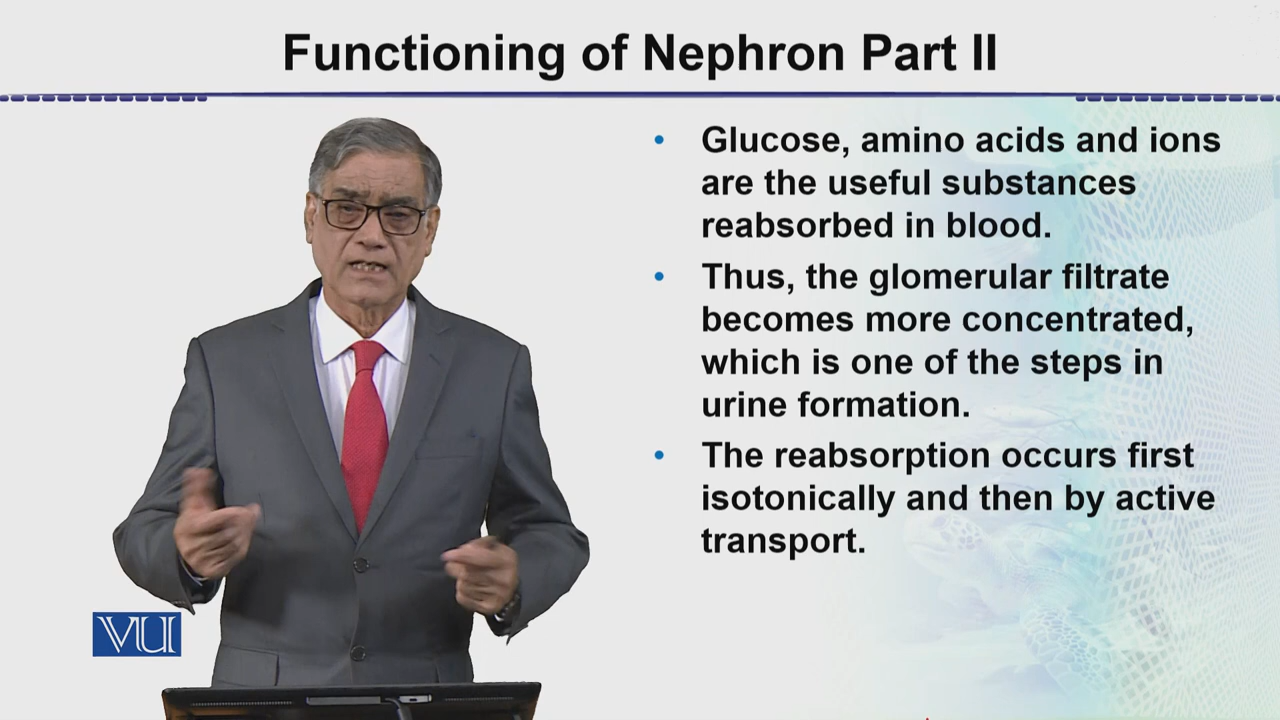 Functioning of Nephron Part II
• Glucose, amino acids and ions
are the useful substances
reabsorbed in blood.
• Thus, the glomerular filtrate
becomes more concentrated,
which is one of the steps in
urine formation.
• The reabsorption occurs first
isotonically and then by active
transport.
VU